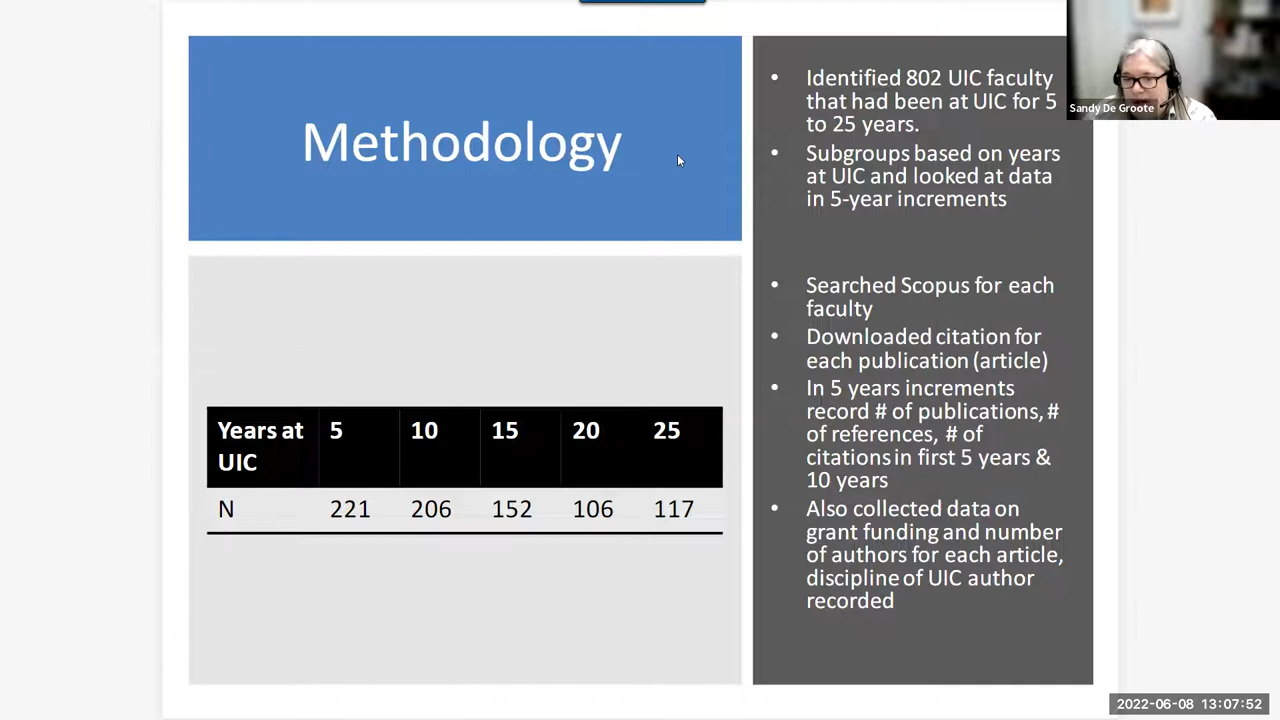 Methodology
Years at UIC 5 10 15 20 25
N 221 206 152 106 117
• Identified 802 UIC faculty
that had been at UIC for 5
to 25 years.
• Subgroups based on years
at UIC and looked at data
in 5-year increments
• Searched Scopus for each
faculty
• Downloaded citation for
each publication (article)
• In 5 years increments
record # of publications, #
of references, # of
citations in first 5 years &
10 years
• Also collected data on
grant funding and number
of authors for each article,
discipline of UIC author
recorded
Sandy De Groote
2022-06-08 13:07:52